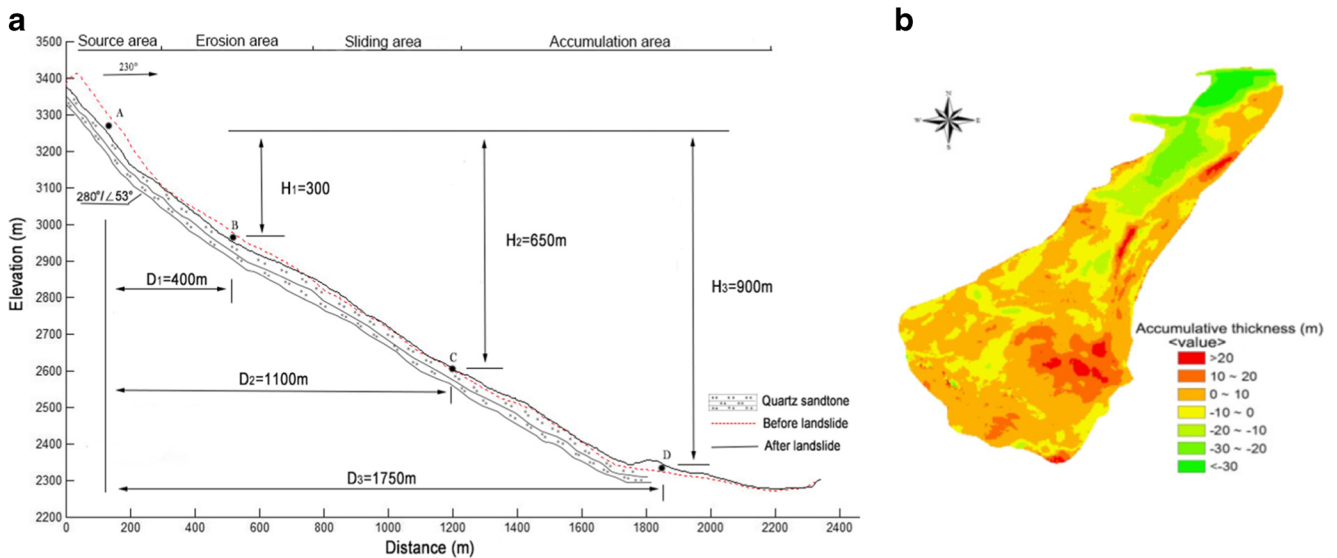 a
b
Source area Erosion area Sliding area Accumulation area
230°
A
B
C
D
280°/∠53°
H1=300
H2=650m
H3=900m
D1=400m
D2=1100m
D3=1750m
Quartz sandtone
Before landslide
After landslide
Elevation (m)
3500
3400
3300
3200
3100
3000
2900
2800
2700
2600
2500
2400
2300
2200
0 200 400 600 800 1000 1200 1400 1600 1800 2000 2200 2400
Distance (m)
N
W E
S
Accumulative thickness (m)
<value>
>20
10 ~ 20
0 ~ 10
-10 ~ 0
-20 ~ -10
-30 ~ -20
<-30